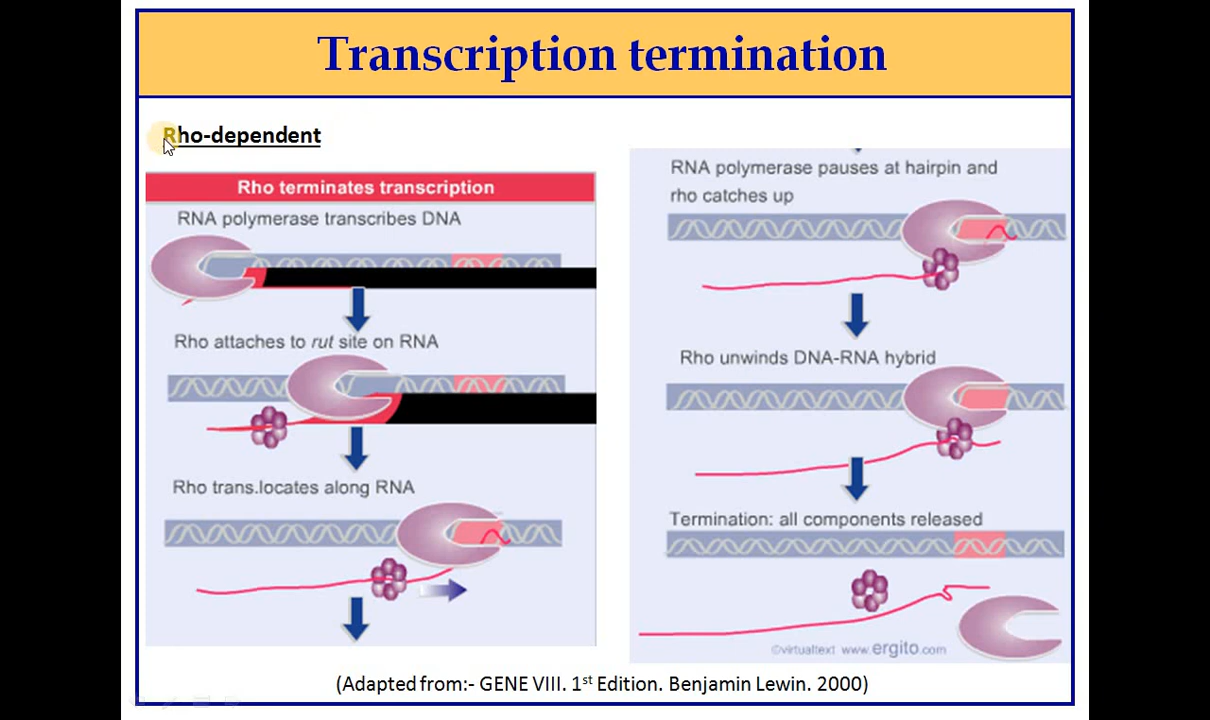 Transcription termination
Rho-dependent
Rho terminates transcription
RNA polymerase transcribes DNA
Rho attaches to rut site on RNA
Rho trans.locates along RNA
RNA polymerase pauses at hairpin and
rho catches up
Rho unwinds DNA-RNA hybrid
Termination: all components released
©virtualtext www.ergito.com
(Adapted from:- GENE VIII. 1st Edition. Benjamin Lewin. 2000)